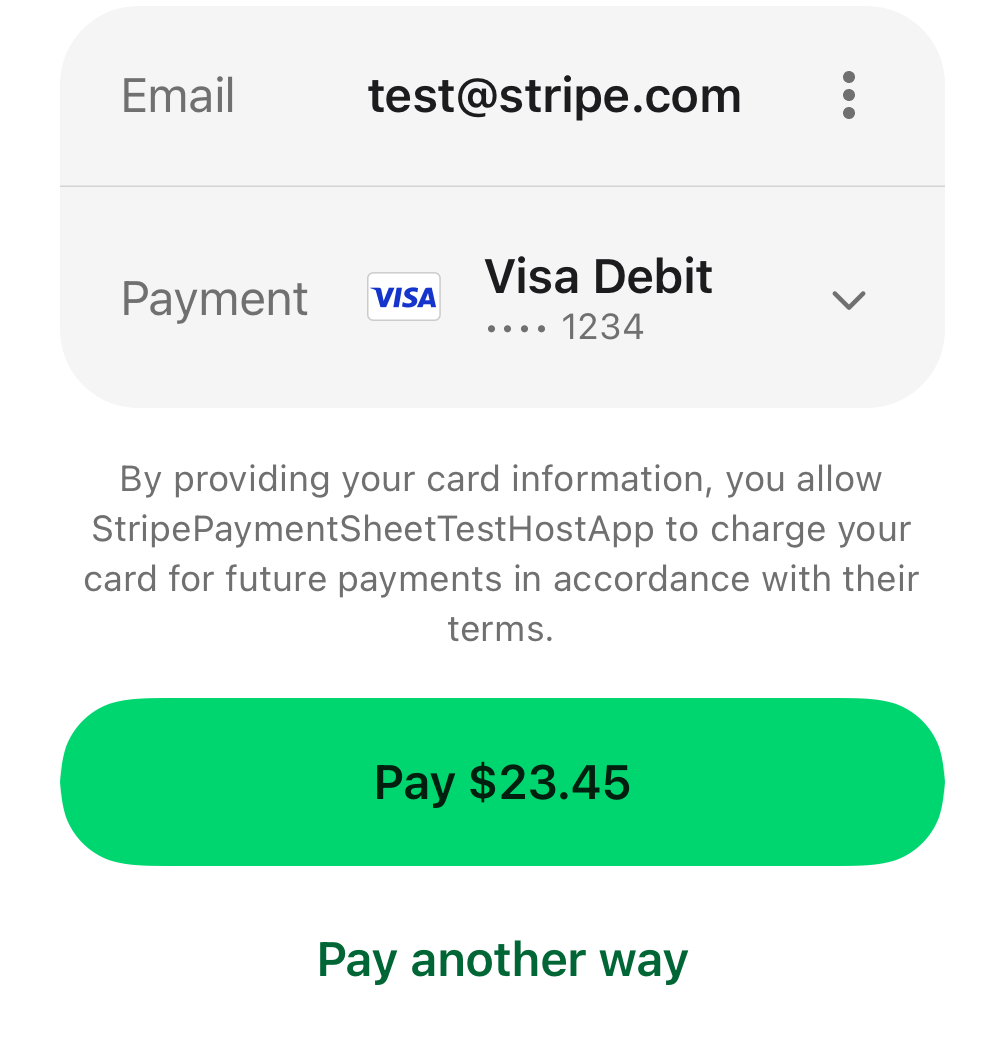 Email test@stripe.com
Payment VISA Visa Debit
•••• 1234
By providing your card information, you allow
StripePaymentSheetTestHostApp to charge your
card for future payments in accordance with their
terms.
Pay $23.45
Pay another way